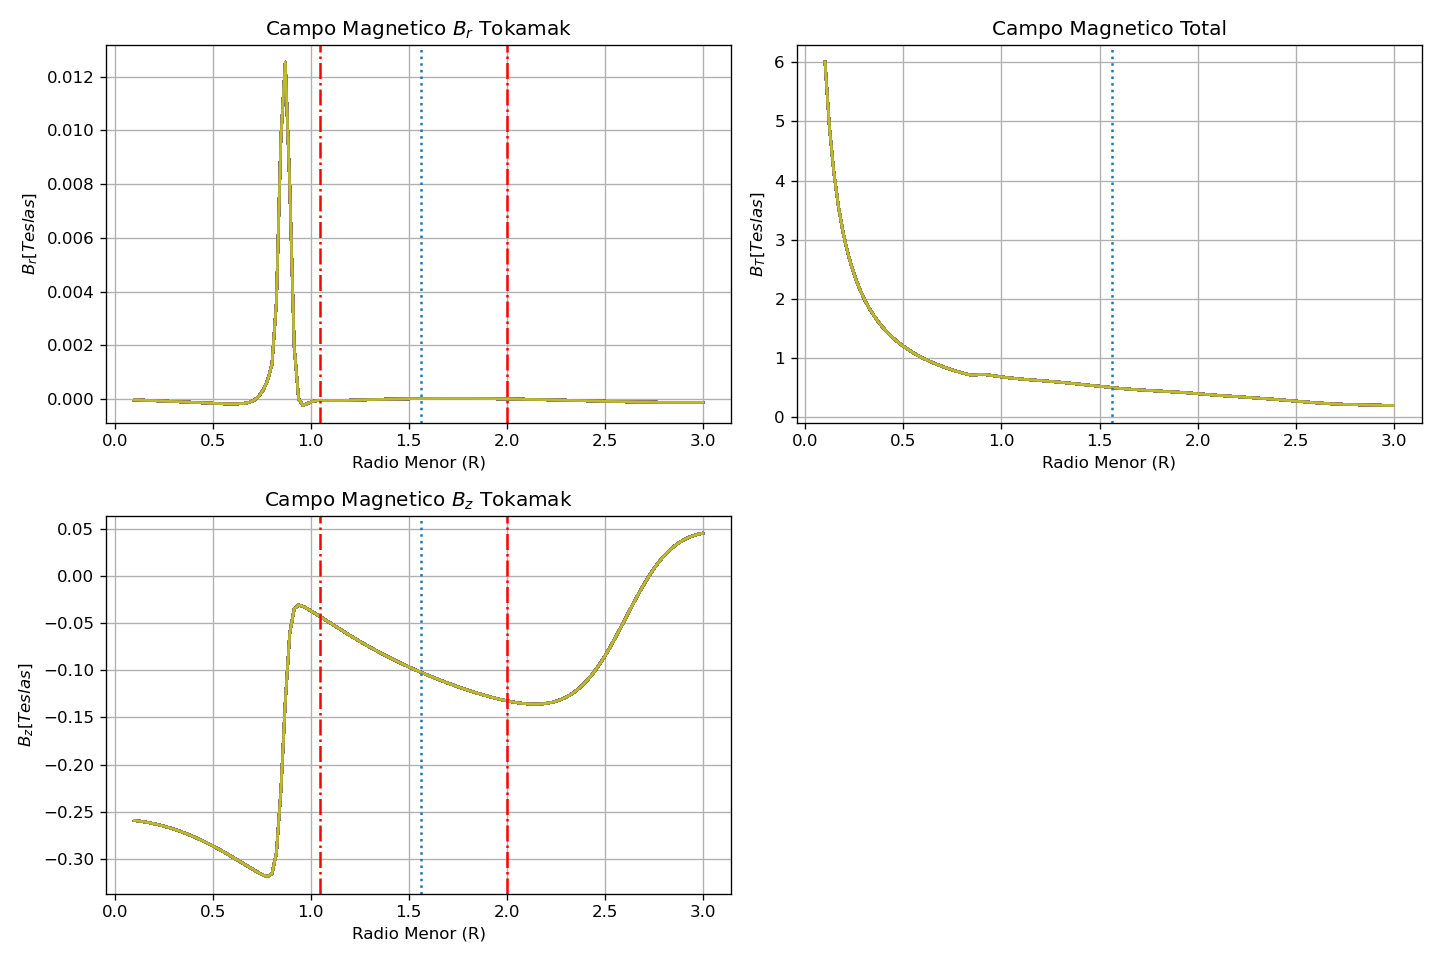 Campo Magnetico B_r Tokamak
B_r[Teslas]
0.012
0.010
0.008
0.006
0.004
0.002
0.000
0.0 0.5 1.0 1.5 2.0 2.5 3.0
Radio Menor (R)
Campo Magnetico Total
B_T[Teslas]
6
5
4
3
2
1
0
0.0 0.5 1.0 1.5 2.0 2.5 3.0
Radio Menor (R)
Campo Magnetico B_z Tokamak
B_z[Teslas]
0.05
0.00
−0.05
−0.10
−0.15
−0.20
−0.25
−0.30
0.0 0.5 1.0 1.5 2.0 2.5 3.0
Radio Menor (R)